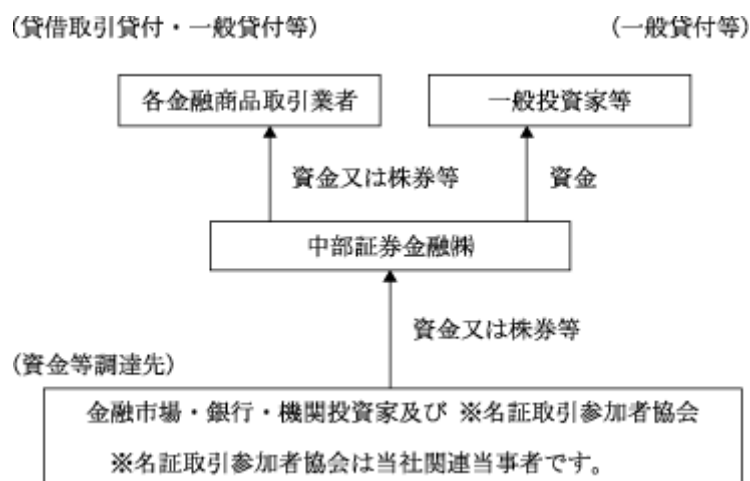 (貸借取引貸付・一般貸付等) (一般貸付等)
各金融商品取引業者 一般投資家等
資金又は株券等 資金
中部証券金融㈱
資金又は株券等
(資金等調達先)
金融市場・銀行・機関投資家及び ※名証取引参加者協会
※名証取引参加者協会は当社関連当事者です。